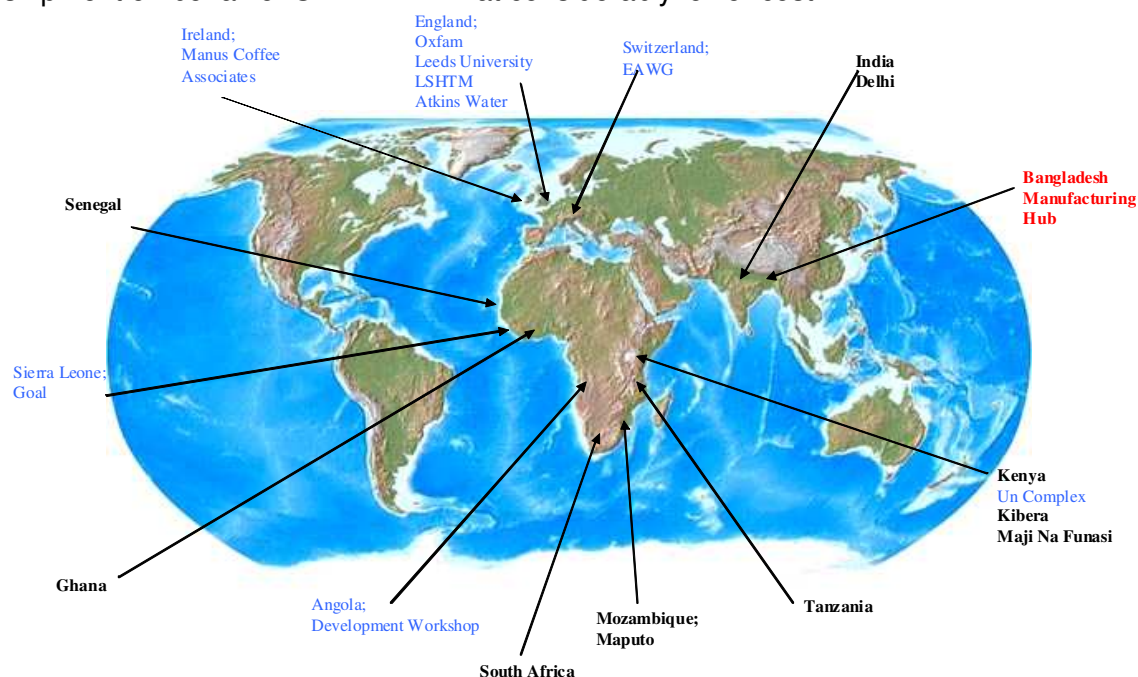 Ireland;
Manus Coffee
Associates
England;
Oxfam
Leeds University
LSHTM
Atkins Water
Switzerland;
EAWG
India
Delhi
Bangladesh
Manufacturing
Hub
Senegal
Sierra Leone;
Goal
Kenya
Un Complex
Kibera
Maji Na Funasi
Ghana
Angola;
Development Workshop
Mozambique;
Maputo
Tanzania
South Africa